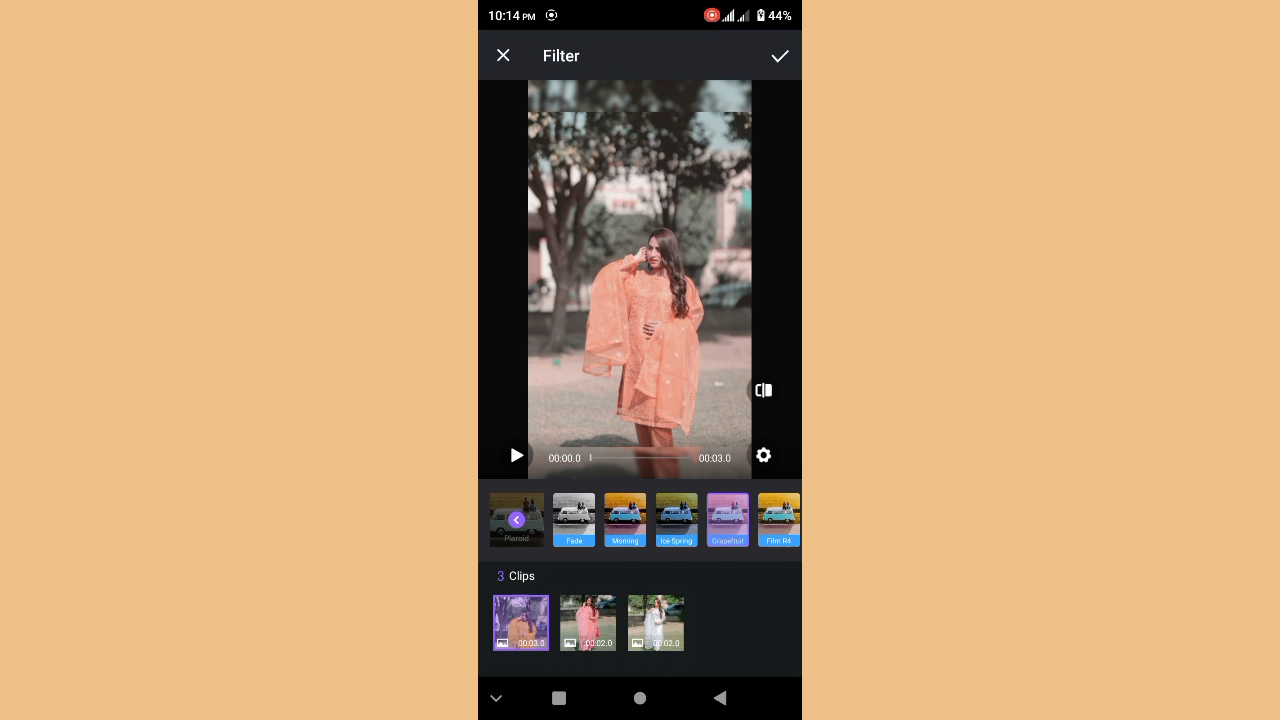 10:14 PM
44%
Filter
00:00.0
00:03.0
Plaroid
Fade
Morning
Ice Spring
Grapefruit
Film R4
3 Clips
00:03.0
00:02.0
00:02.0